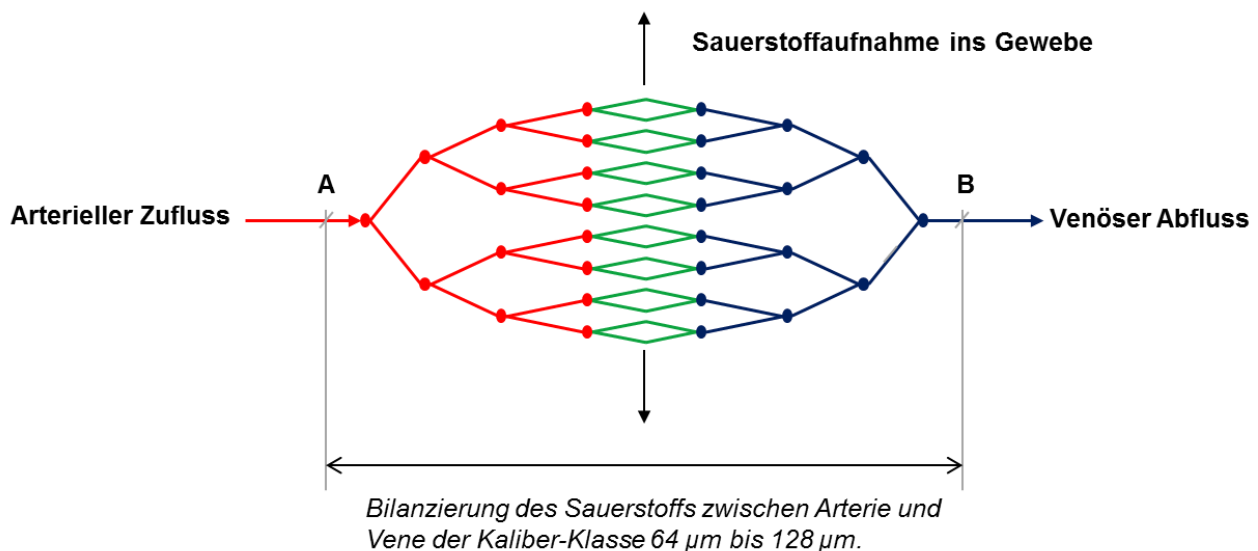 Sauerstoffaufnahme ins Gewebe
A
B
Arterieller Zufluss
Venöser Abfluss
Bilanzierung des Sauerstoffs zwischen Arterie und
Vene der Kaliber-Klasse 64 µm bis 128 µm.